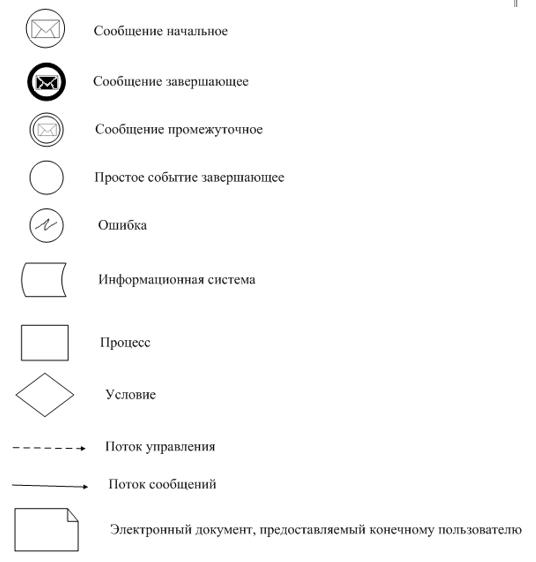 Сообщение начальное
Сообщение завершающее
Сообщение промежуточное
Простое событие завершающее
Ошибка
Информационная система
Процесс
Условие
Поток управления
Поток сообщений
Электронный документ, предоставляемый конечному пользователю